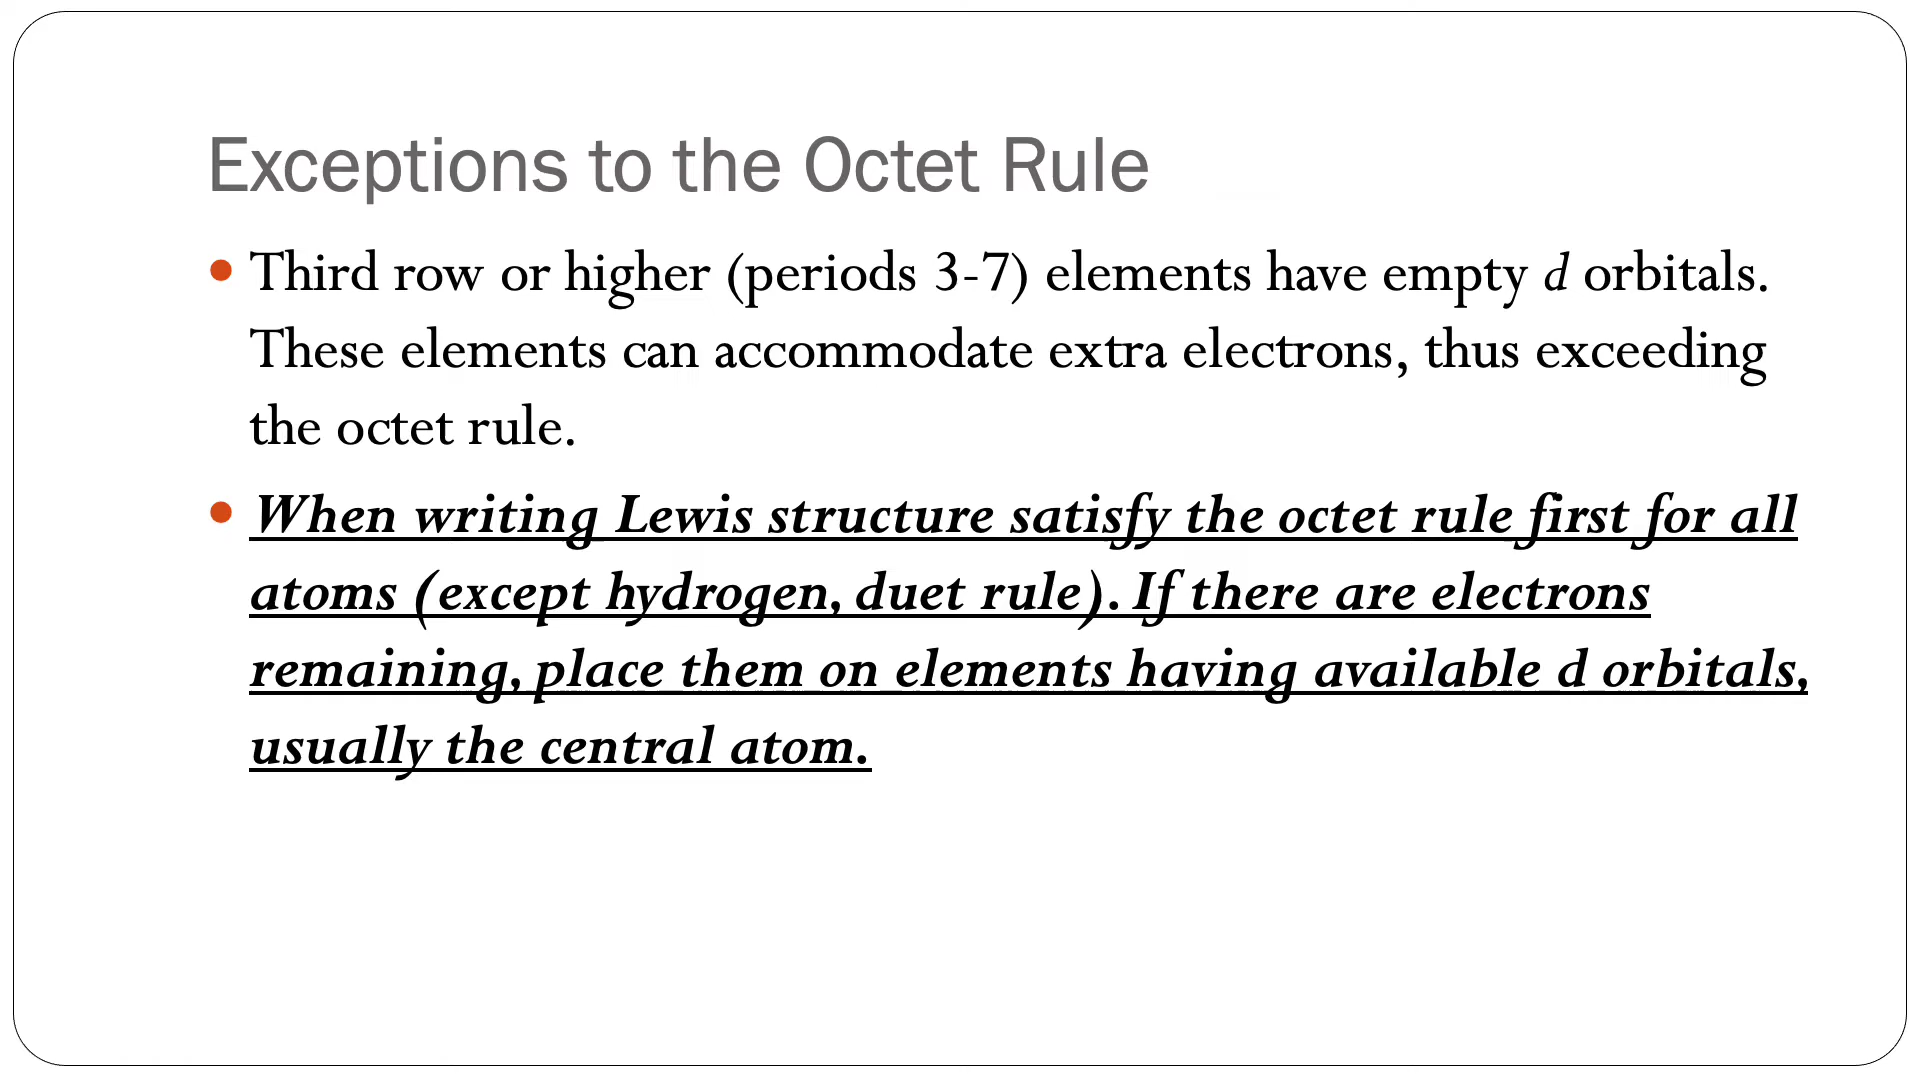 Exceptions to the Octet Rule
• Third row or higher (periods 3-7) elements have empty d orbitals.
These elements can accommodate extra electrons, thus exceeding
the octet rule.
• When writing Lewis structure satisfy the octet rule first for all
atoms (except hydrogen, duet rule). If there are electrons
remaining, place them on elements having available d orbitals,
usually the central atom.